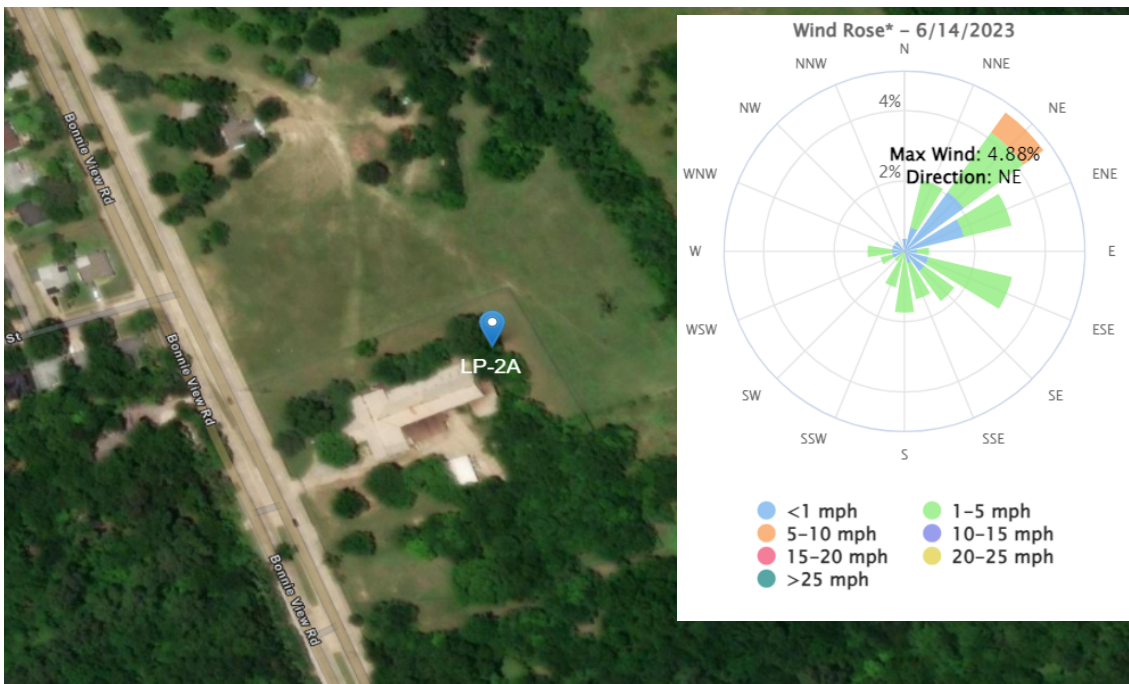 Bonnie View Rd
St
Bonnie View Rd
Bonnie View Rd
LP-2A
Wind Rose* – 6/14/2023
N
NNW
NNE
NW
NE
4%
Max Wind: 4.88%
2%
Direction: NE
WNW
ENE
W
E
WSW
ESE
SW
SE
SSW
SSE
S
<1 mph
1–5 mph
5–10 mph
10–15 mph
15–20 mph
20–25 mph
>25 mph